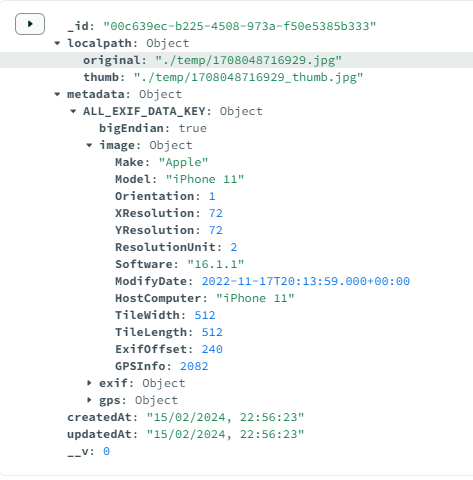 _id: "00c639ec-b225-4508-973a-f50e5385b333"
localpath: Object
original: "./temp/1708048716929.jpg"
thumb: "./temp/1708048716929_thumb.jpg"
metadata: Object
ALL_EXIF_DATA_KEY: Object
bigEndian: true
image: Object
Make: "Apple"
Model: "iPhone 11"
Orientation: 1
XResolution: 72
YResolution: 72
ResolutionUnit: 2
Software: "16.1.1"
ModifyDate: 2022-11-17T20:13:59.000+00:00
HostComputer: "iPhone 11"
TileWidth: 512
TileLength: 512
ExifOffset: 240
GPSInfo: 2082
exif: Object
gps: Object
createdAt: "15/02/2024, 22:56:23"
updatedAt: "15/02/2024, 22:56:23"
__v: 0